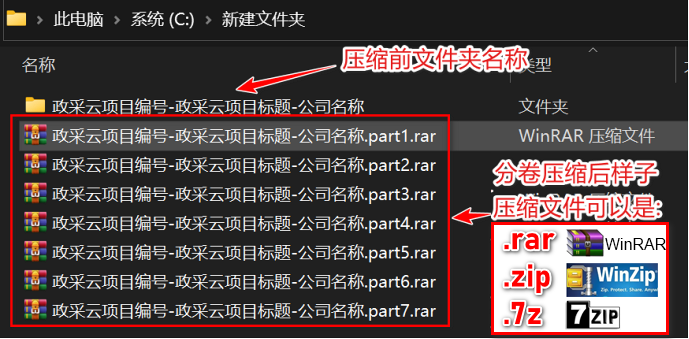 此电脑 > 系统 (C:) > 新建文件夹
压缩前文件夹名称
名称
类型
政采云项目编号-政采云项目标题-公司名称
文件夹
政采云项目编号-政采云项目标题-公司名称.part1.rar
WinRAR 压缩文件
政采云项目编号-政采云项目标题-公司名称.part2.rar
政采云项目编号-政采云项目标题-公司名称.part3.rar
政采云项目编号-政采云项目标题-公司名称.part4.rar
政采云项目编号-政采云项目标题-公司名称.part5.rar
政采云项目编号-政采云项目标题-公司名称.part6.rar
政采云项目编号-政采云项目标题-公司名称.part7.rar
分卷压缩后样子
压缩文件可以是:
.rar WinRAR
.zip WinZip
Zip. Protect. Share. Anywhere
.7z 7ZIP